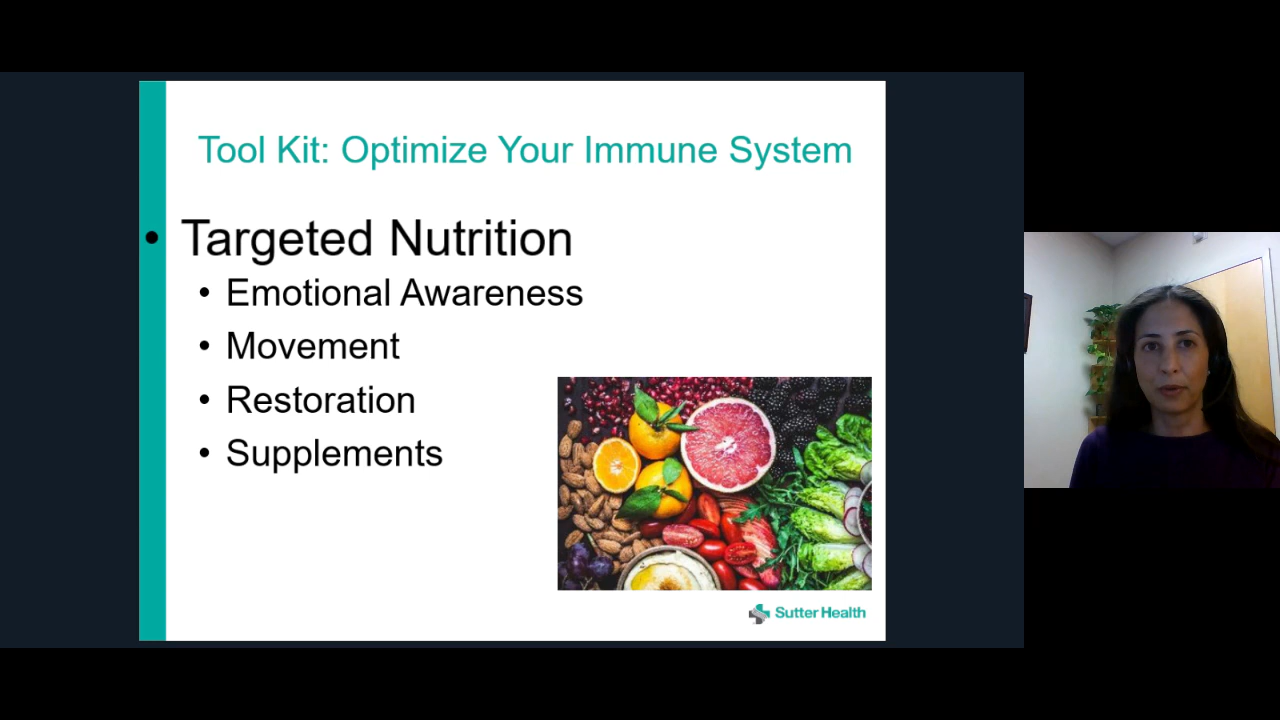 Tool Kit: Optimize Your Immune System
• Targeted Nutrition
• Emotional Awareness
• Movement
• Restoration
• Supplements
Sutter Health